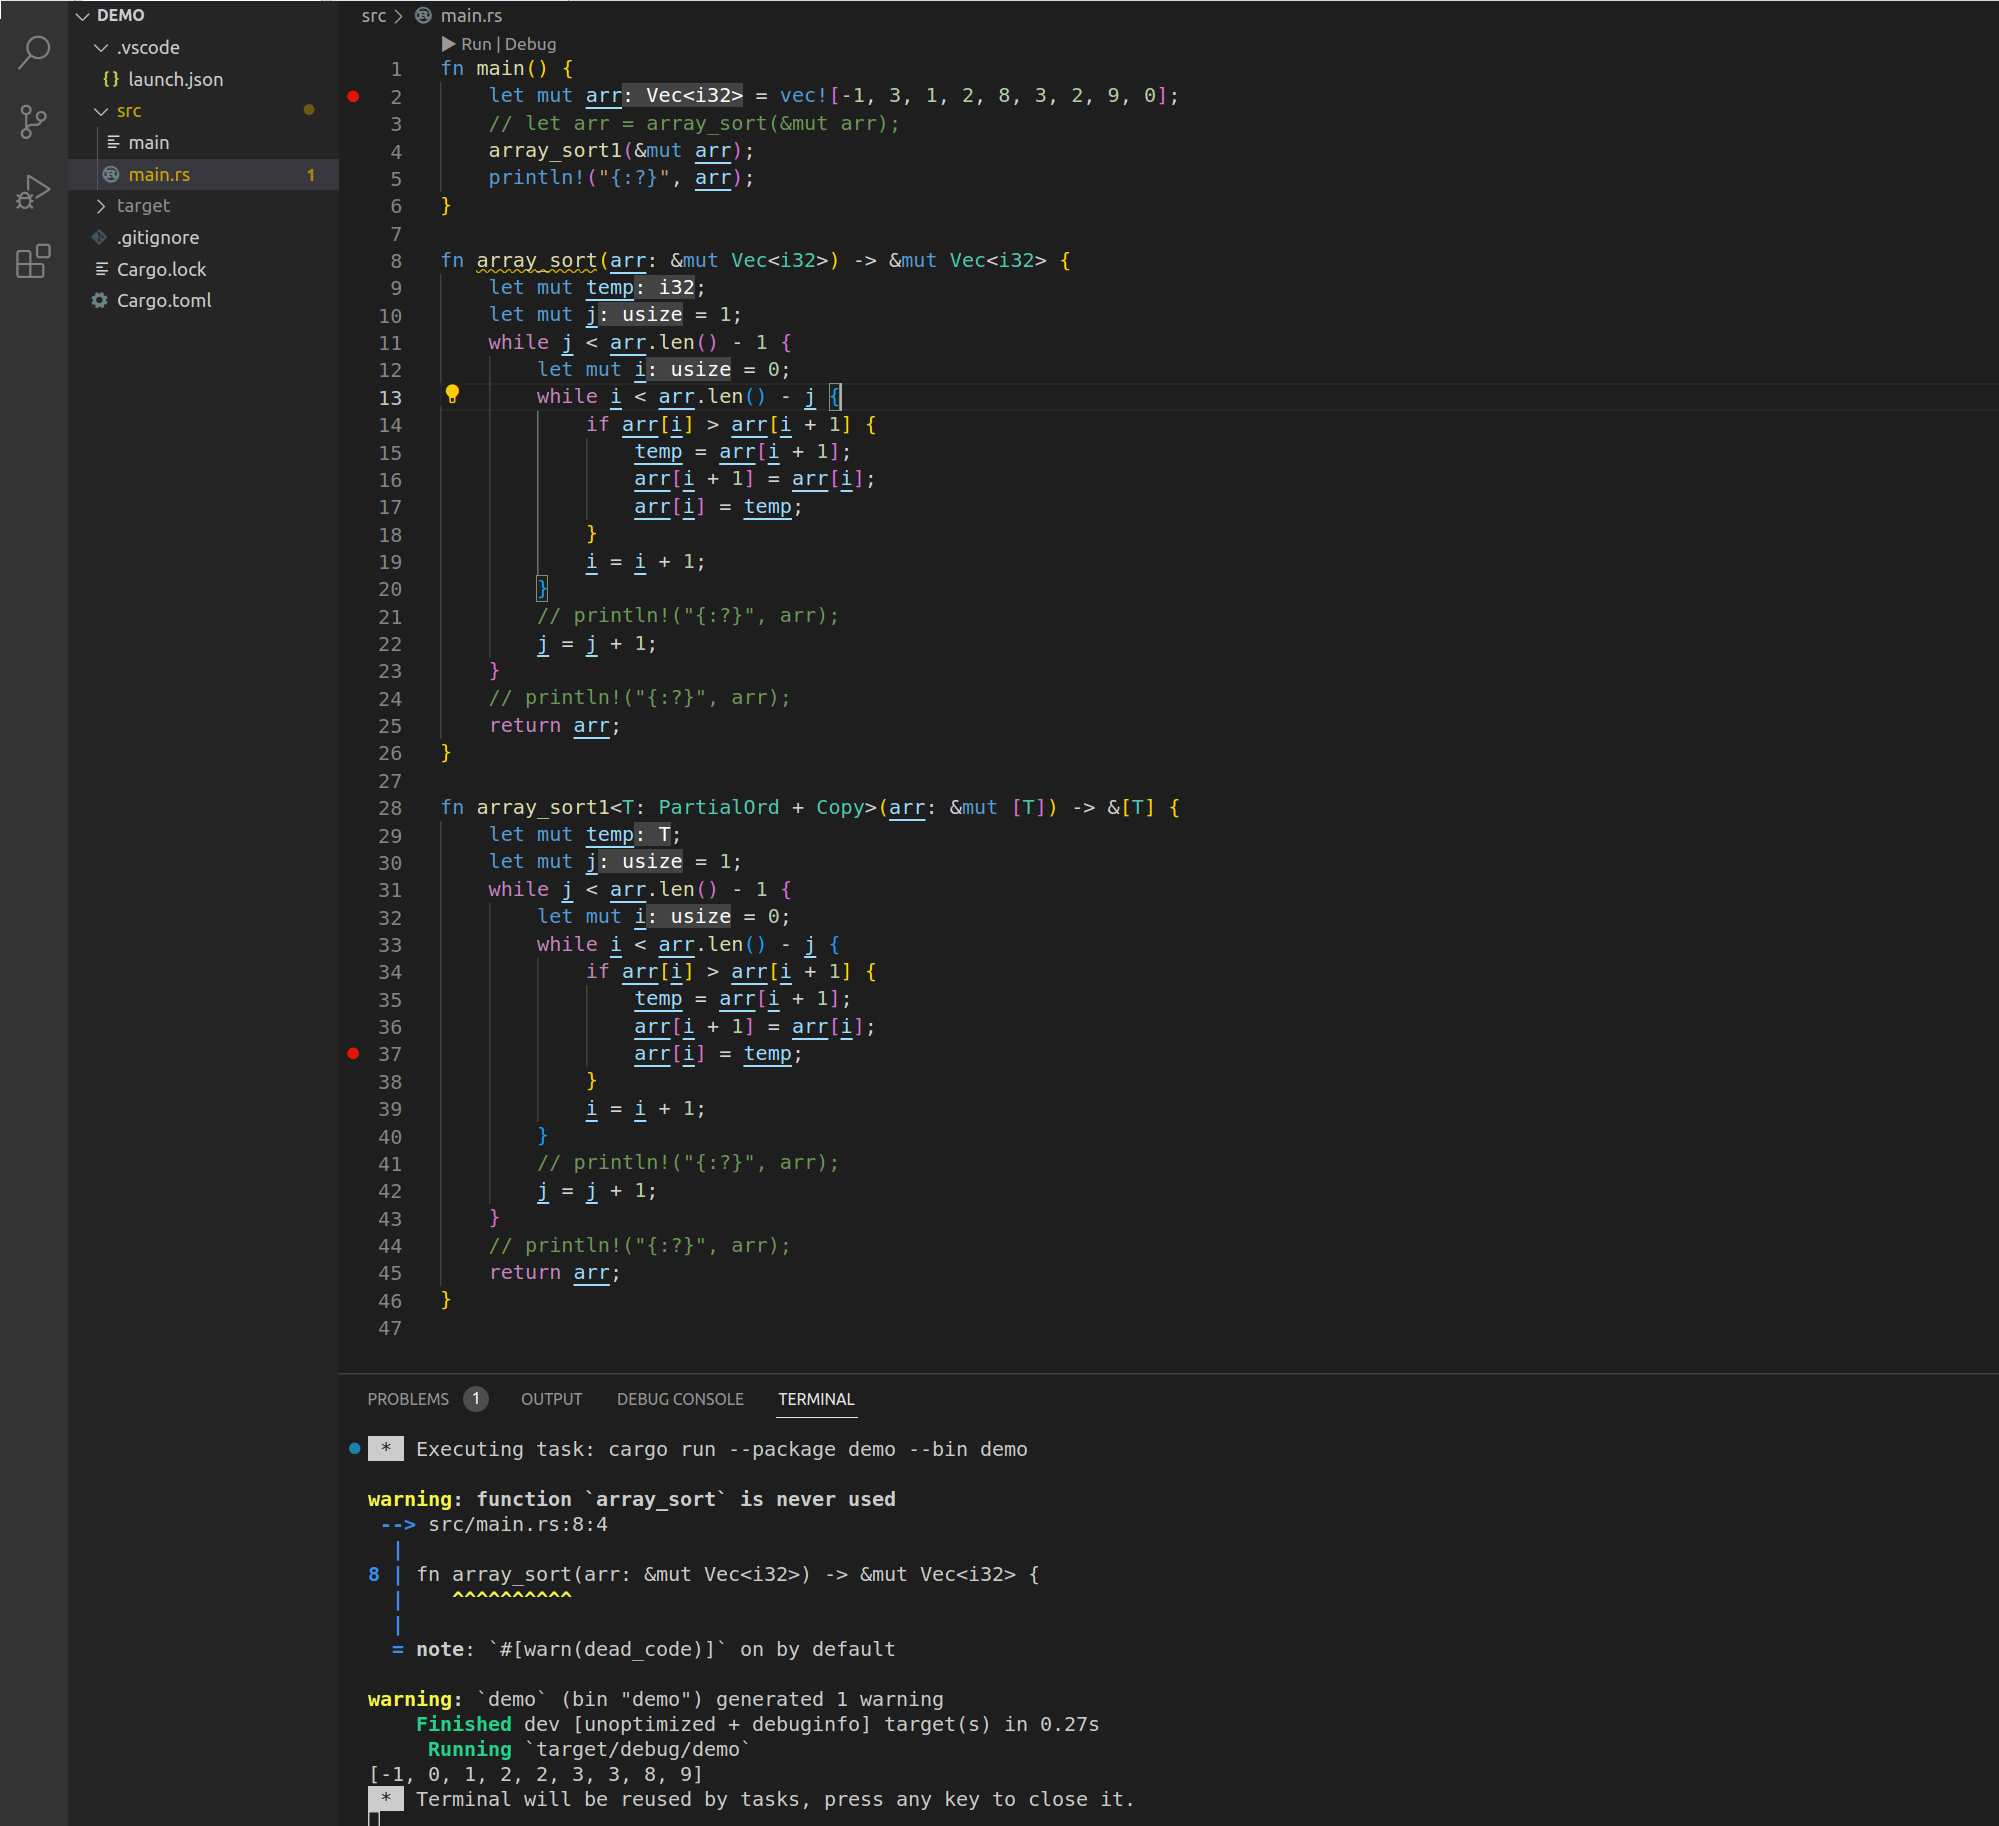 DEMO
.vscode
{} launch.json
src
main
main.rs 1
target
.gitignore
Cargo.lock
Cargo.toml
src > main.rs
Run | Debug
1 fn main() {
2     let mut arr: Vec<i32> = vec![-1, 3, 1, 2, 8, 3, 2, 9, 0];
3     // let arr = array_sort(&mut arr);
4     array_sort1(&mut arr);
5     println!("{:?}", arr);
6 }
7
8 fn array_sort(arr: &mut Vec<i32>) -> &mut Vec<i32> {
9     let mut temp: i32;
10     let mut j: usize = 1;
11     while j < arr.len() - 1 {
12         let mut i: usize = 0;
13         while i < arr.len() - j {
14             if arr[i] > arr[i + 1] {
15                 temp = arr[i + 1];
16                 arr[i + 1] = arr[i];
17                 arr[i] = temp;
18             }
19             i = i + 1;
20         }
21         // println!("{:?}", arr);
22         j = j + 1;
23     }
24     // println!("{:?}", arr);
25     return arr;
26 }
27
28 fn array_sort1<T: PartialOrd + Copy>(arr: &mut [T]) -> &[T] {
29     let mut temp: T;
30     let mut j: usize = 1;
31     while j < arr.len() - 1 {
32         let mut i: usize = 0;
33         while i < arr.len() - j {
34             if arr[i] > arr[i + 1] {
35                 temp = arr[i + 1];
36                 arr[i + 1] = arr[i];
37                 arr[i] = temp;
38             }
39             i = i + 1;
40         }
41         // println!("{:?}", arr);
42         j = j + 1;
43     }
44     // println!("{:?}", arr);
45     return arr;
46 }
47
PROBLEMS 1 OUTPUT DEBUG CONSOLE TERMINAL
* Executing task: cargo run --package demo --bin demo
warning: function `array_sort` is never used
 --> src/main.rs:8:4
  |
8 | fn array_sort(arr: &mut Vec<i32>) -> &mut Vec<i32> {
  |    ^^^^^^^^^^
  |
  = note: `#[warn(dead_code)]` on by default
warning: `demo` (bin "demo") generated 1 warning
    Finished dev [unoptimized + debuginfo] target(s) in 0.27s
     Running `target/debug/demo`
[-1, 0, 1, 2, 2, 3, 3, 8, 9]
* Terminal will be reused by tasks, press any key to close it.